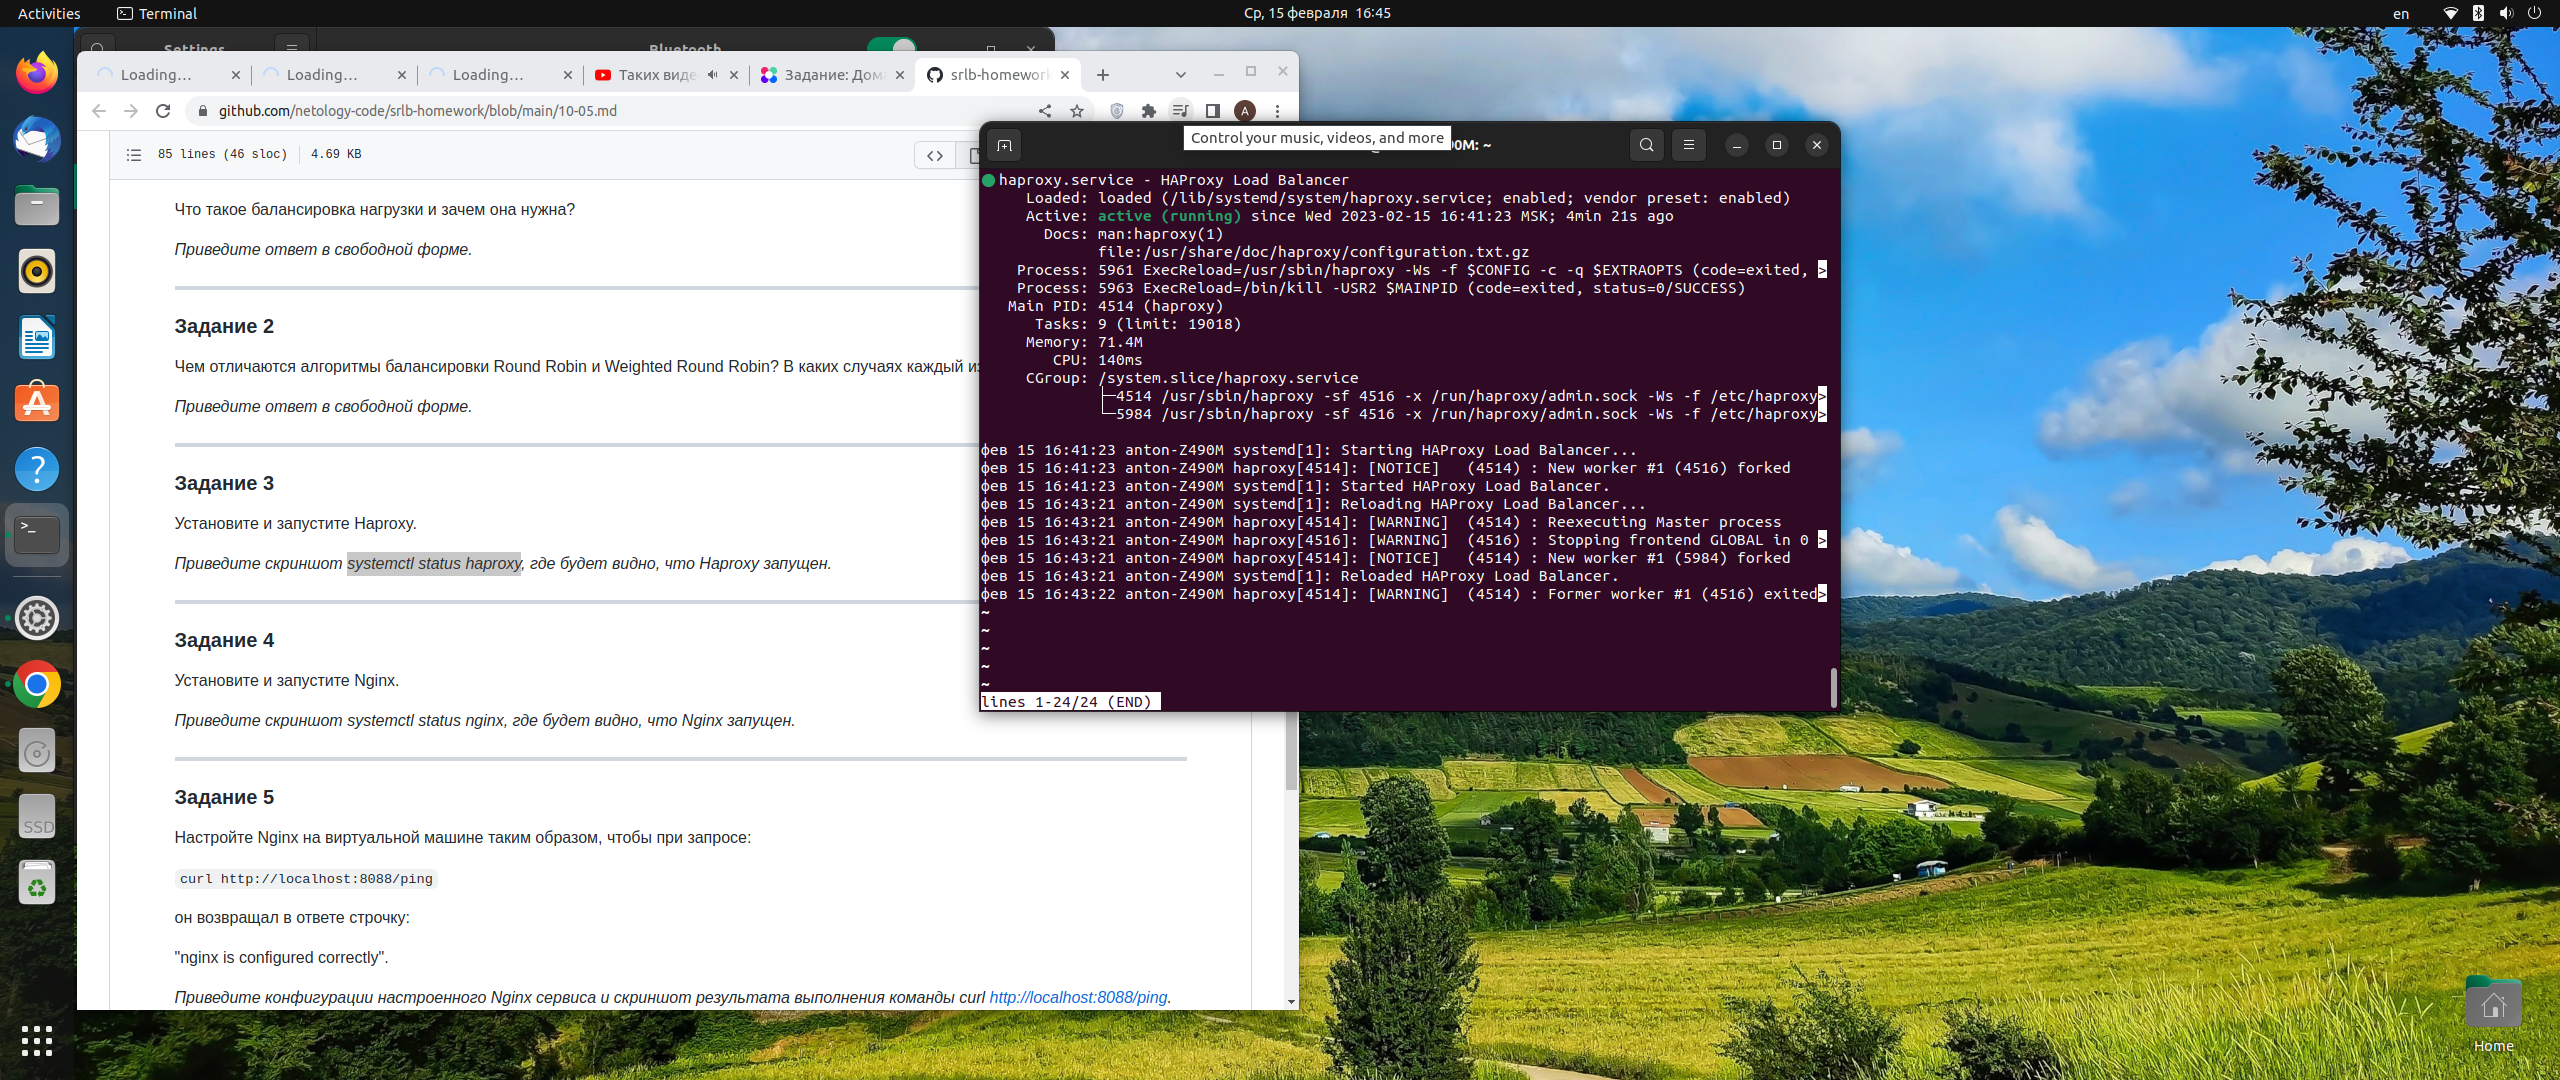 Activities
Terminal
Ср, 15 февраля 16:45
en
Settings
Bluetooth
Loading…
Loading…
Loading…
Таких виде
Задание: Дома
srlb-homework
github.com/netology-code/srlb-homework/blob/main/10-05.md
A
Control your music, videos, and more
85 lines (46 sloc)
4.69 KB
Что такое балансировка нагрузки и зачем она нужна?
Приведите ответ в свободной форме.
Задание 2
Чем отличаются алгоритмы балансировки Round Robin и Weighted Round Robin? В каких случаях каждый из
Приведите ответ в свободной форме.
Задание 3
Установите и запустите Haproxy.
Приведите скриншот systemctl status haproxy, где будет видно, что Haproxy запущен.
Задание 4
Установите и запустите Nginx.
Приведите скриншот systemctl status nginx, где будет видно, что Nginx запущен.
Задание 5
Настройте Nginx на виртуальной машине таким образом, чтобы при запросе:
curl http://localhost:8088/ping
он возвращал в ответе строчку:
"nginx is configured correctly".
Приведите конфигурации настроенного Nginx сервиса и скриншот результата выполнения команды curl http://localhost:8088/ping.
0M: ~
haproxy.service - HAProxy Load Balancer
Loaded: loaded (/lib/systemd/system/haproxy.service; enabled; vendor preset: enabled)
Active: active (running) since Wed 2023-02-15 16:41:23 MSK; 4min 21s ago
Docs: man:haproxy(1)
file:/usr/share/doc/haproxy/configuration.txt.gz
Process: 5961 ExecReload=/usr/sbin/haproxy -Ws -f $CONFIG -c -q $EXTRAOPTS (code=exited, >
Process: 5963 ExecReload=/bin/kill -USR2 $MAINPID (code=exited, status=0/SUCCESS)
Main PID: 4514 (haproxy)
Tasks: 9 (limit: 19018)
Memory: 71.4M
CPU: 140ms
CGroup: /system.slice/haproxy.service
├─4514 /usr/sbin/haproxy -sf 4516 -x /run/haproxy/admin.sock -Ws -f /etc/haproxy>
└─5984 /usr/sbin/haproxy -sf 4516 -x /run/haproxy/admin.sock -Ws -f /etc/haproxy>
фев 15 16:41:23 anton-Z490M systemd[1]: Starting HAProxy Load Balancer...
фев 15 16:41:23 anton-Z490M haproxy[4514]: [NOTICE]   (4514) : New worker #1 (4516) forked
фев 15 16:41:23 anton-Z490M systemd[1]: Started HAProxy Load Balancer.
фев 15 16:43:21 anton-Z490M systemd[1]: Reloading HAProxy Load Balancer...
фев 15 16:43:21 anton-Z490M haproxy[4514]: [WARNING]  (4514) : Reexecuting Master process
фев 15 16:43:21 anton-Z490M haproxy[4516]: [WARNING]  (4516) : Stopping frontend GLOBAL in 0 >
фев 15 16:43:21 anton-Z490M haproxy[4514]: [NOTICE]   (4514) : New worker #1 (5984) forked
фев 15 16:43:21 anton-Z490M systemd[1]: Reloaded HAProxy Load Balancer.
фев 15 16:43:22 anton-Z490M haproxy[4514]: [WARNING]  (4514) : Former worker #1 (4516) exited>
~
~
~
~
~
lines 1-24/24 (END)
SSD
Home